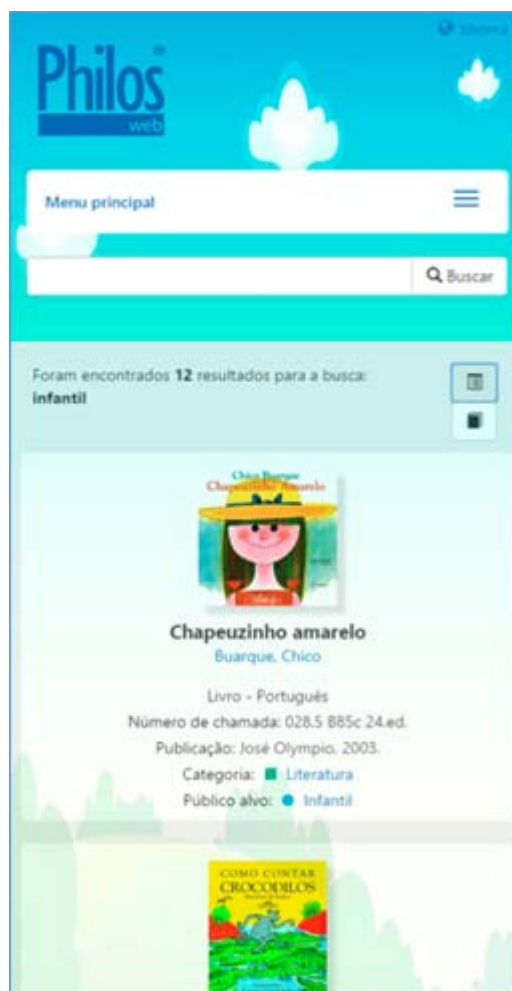 Idioma
Philos®
web
Menu principal
Buscar
Foram encontrados 12 resultados para a busca:
infantil
Chico Buarque
Chapeuzinho Amarelo
Chapeuzinho amarelo
Buarque, Chico
Livro - Português
Número de chamada: 028.5 B85c 24.ed.
Publicação: José Olympio, 2003.
Categoria: Literatura
Público alvo: Infantil
COMO CONTAR
CROCODILOS